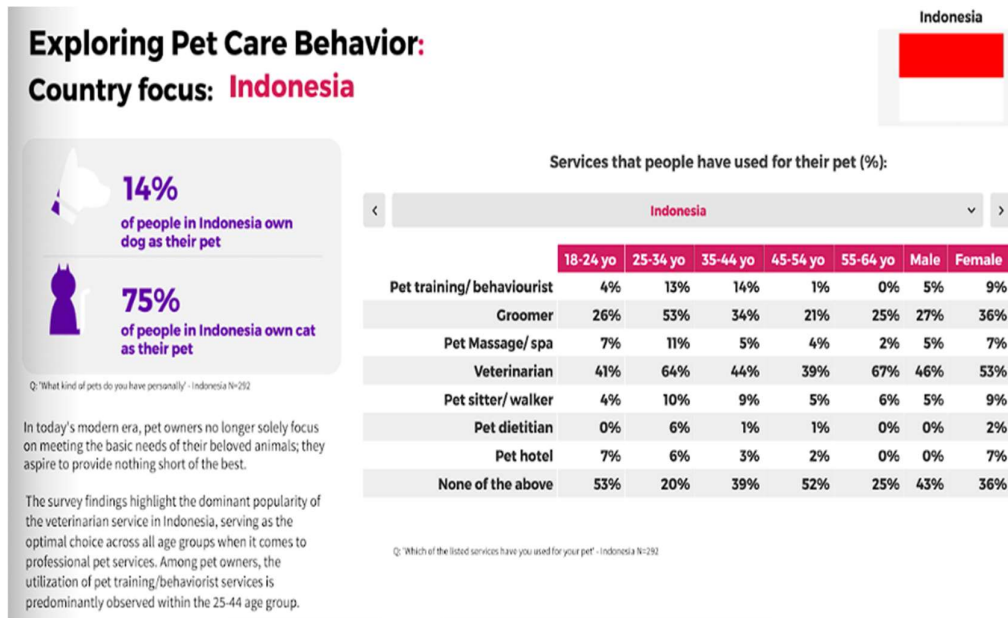 Indonesia
Exploring Pet Care Behavior:
Country focus: Indonesia
14%
of people in Indonesia own
dog as their pet
75%
of people in Indonesia own cat
as their pet
Q: 'What kind of pets do you have personally' - Indonesia N=292
In today's modern era, pet owners no longer solely focus
on meeting the basic needs of their beloved animals; they
aspire to provide nothing short of the best.
The survey findings highlight the dominant popularity of
the veterinarian service in Indonesia, serving as the
optimal choice across all age groups when it comes to
professional pet services. Among pet owners, the
utilization of pet training/behaviorist services is
predominantly observed within the 25-44 age group.
Services that people have used for their pet (%):
Indonesia
18-24 yo 25-34 yo 35-44 yo 45-54 yo 55-64 yo Male Female
Pet training/behaviourist 4% 13% 14% 1% 0% 5% 9%
Groomer 26% 53% 34% 21% 25% 27% 36%
Pet Massage/spa 7% 11% 5% 4% 2% 5% 7%
Veterinarian 41% 64% 44% 39% 67% 46% 53%
Pet sitter/walker 4% 10% 9% 5% 6% 5% 9%
Pet dietitian 0% 6% 1% 1% 0% 0% 2%
Pet hotel 7% 6% 3% 2% 0% 0% 7%
None of the above 53% 20% 39% 52% 25% 43% 36%
Q: 'Which of the listed services have you used for your pet' - Indonesia N=292